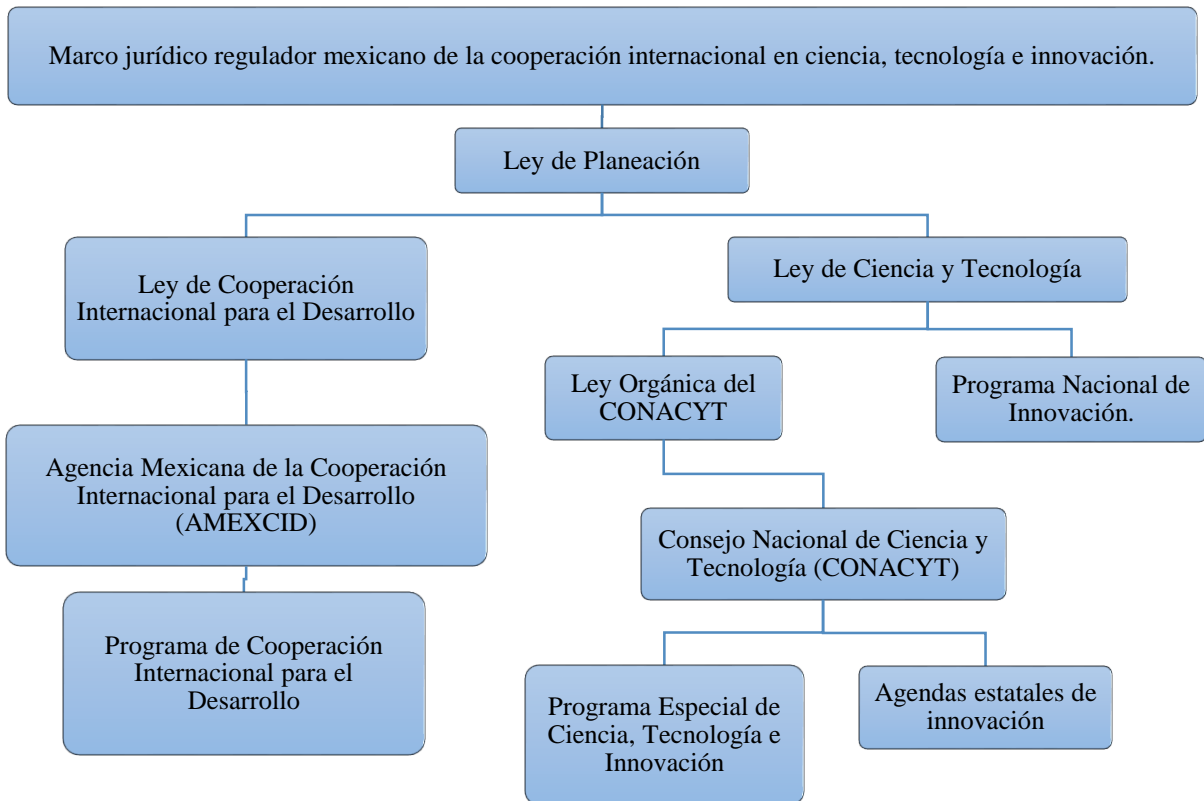 Marco jurídico regulador mexicano de la cooperación internacional en ciencia, tecnología e innovación.
Ley de Planeación
Ley de Cooperación
Internacional para el Desarrollo
Ley de Ciencia y Tecnología
Ley Orgánica del
CONACYT
Programa Nacional de
Innovación.
Agencia Mexicana de la Cooperación
Internacional para el Desarrollo
(AMEXCID)
Consejo Nacional de Ciencia y
Tecnología (CONACYT)
Programa de Cooperación
Internacional para el
Desarrollo
Programa Especial de
Ciencia, Tecnología e
Innovación
Agendas estatales de
innovación